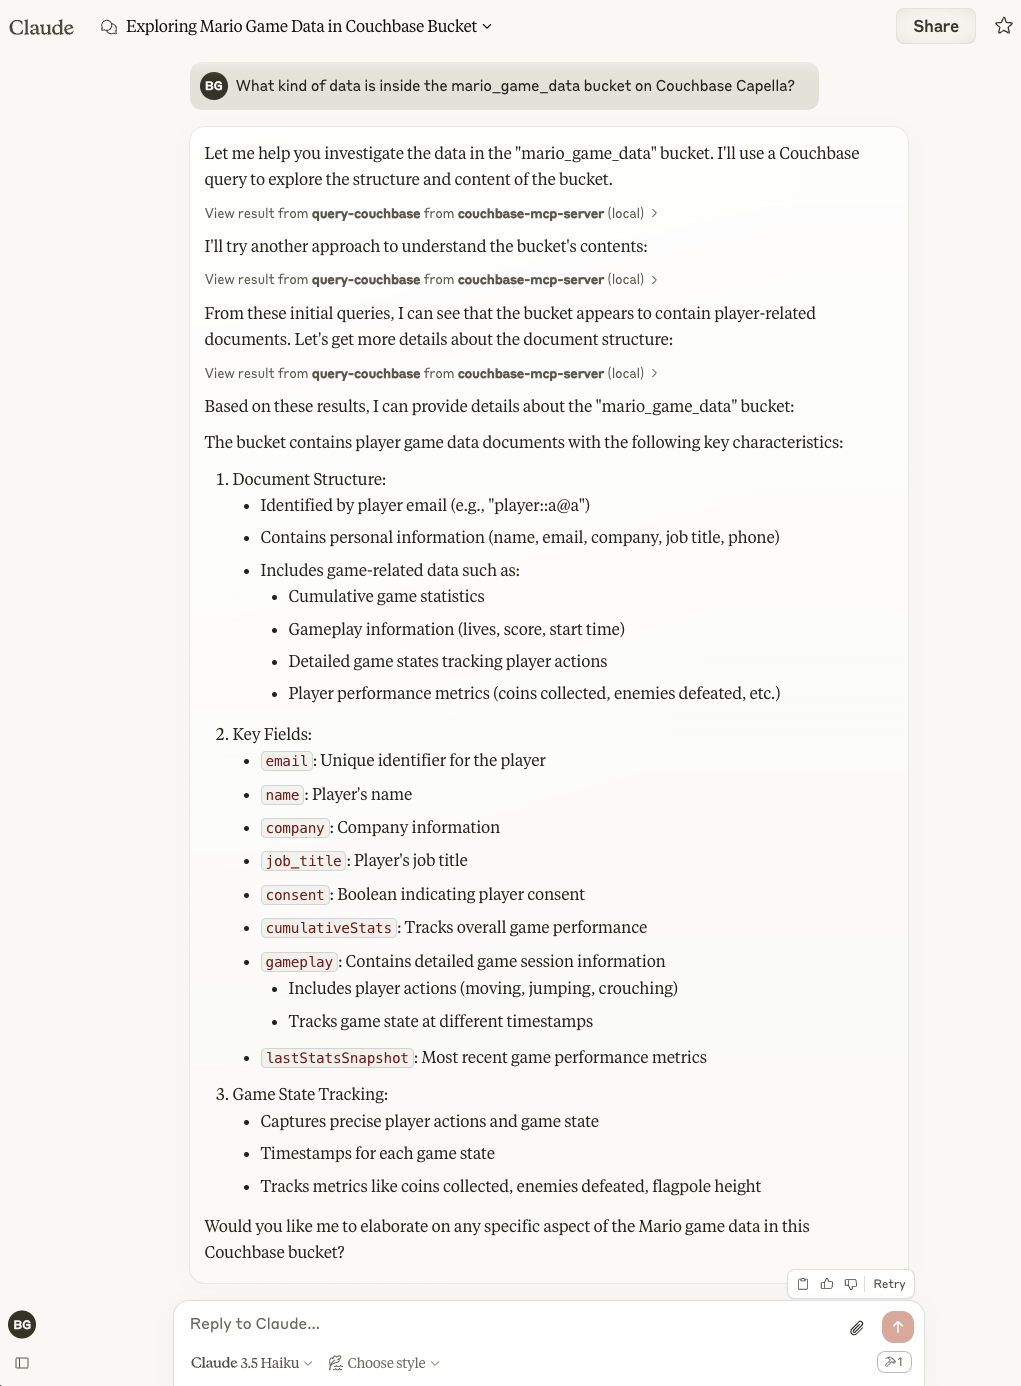 Claude
Exploring Mario Game Data in Couchbase Bucket
Share
BG
What kind of data is inside the mario_game_data bucket on Couchbase Capella?
Let me help you investigate the data in the "mario_game_data" bucket. I'll use a Couchbase
query to explore the structure and content of the bucket.
View result from query-couchbase from couchbase-mcp-server (local)
I'll try another approach to understand the bucket's contents:
View result from query-couchbase from couchbase-mcp-server (local)
From these initial queries, I can see that the bucket appears to contain player-related
documents. Let's get more details about the document structure:
View result from query-couchbase from couchbase-mcp-server (local)
Based on these results, I can provide details about the "mario_game_data" bucket:
The bucket contains player game data documents with the following key characteristics:
1. Document Structure:
• Identified by player email (e.g., "player::a@a")
• Contains personal information (name, email, company, job title, phone)
• Includes game-related data such as:
• Cumulative game statistics
• Gameplay information (lives, score, start time)
• Detailed game states tracking player actions
• Player performance metrics (coins collected, enemies defeated, etc.)
2. Key Fields:
• email: Unique identifier for the player
• name: Player's name
• company: Company information
• job_title: Player's job title
• consent: Boolean indicating player consent
• cumulativeStats: Tracks overall game performance
• gameplay: Contains detailed game session information
• Includes player actions (moving, jumping, crouching)
• Tracks game state at different timestamps
• lastStatsSnapshot: Most recent game performance metrics
3. Game State Tracking:
• Captures precise player actions and game state
• Timestamps for each game state
• Tracks metrics like coins collected, enemies defeated, flagpole height
Would you like me to elaborate on any specific aspect of the Mario game data in this
Couchbase bucket?
Retry
BG
Reply to Claude...
Claude 3.5 Haiku
Choose style
1